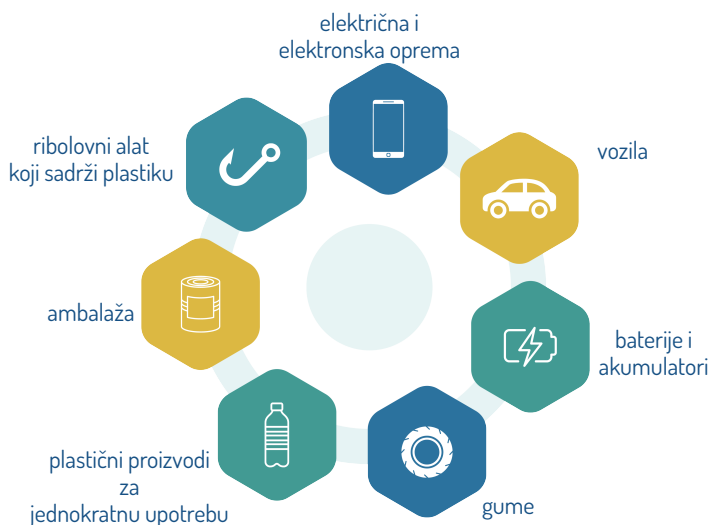 električna i
elektronska oprema
vozila
baterije i
akumulatori
gume
plastični proizvodi
za
jednokratnu upotrebu
ambalaža
ribolovni alat
koji sadrži plastiku